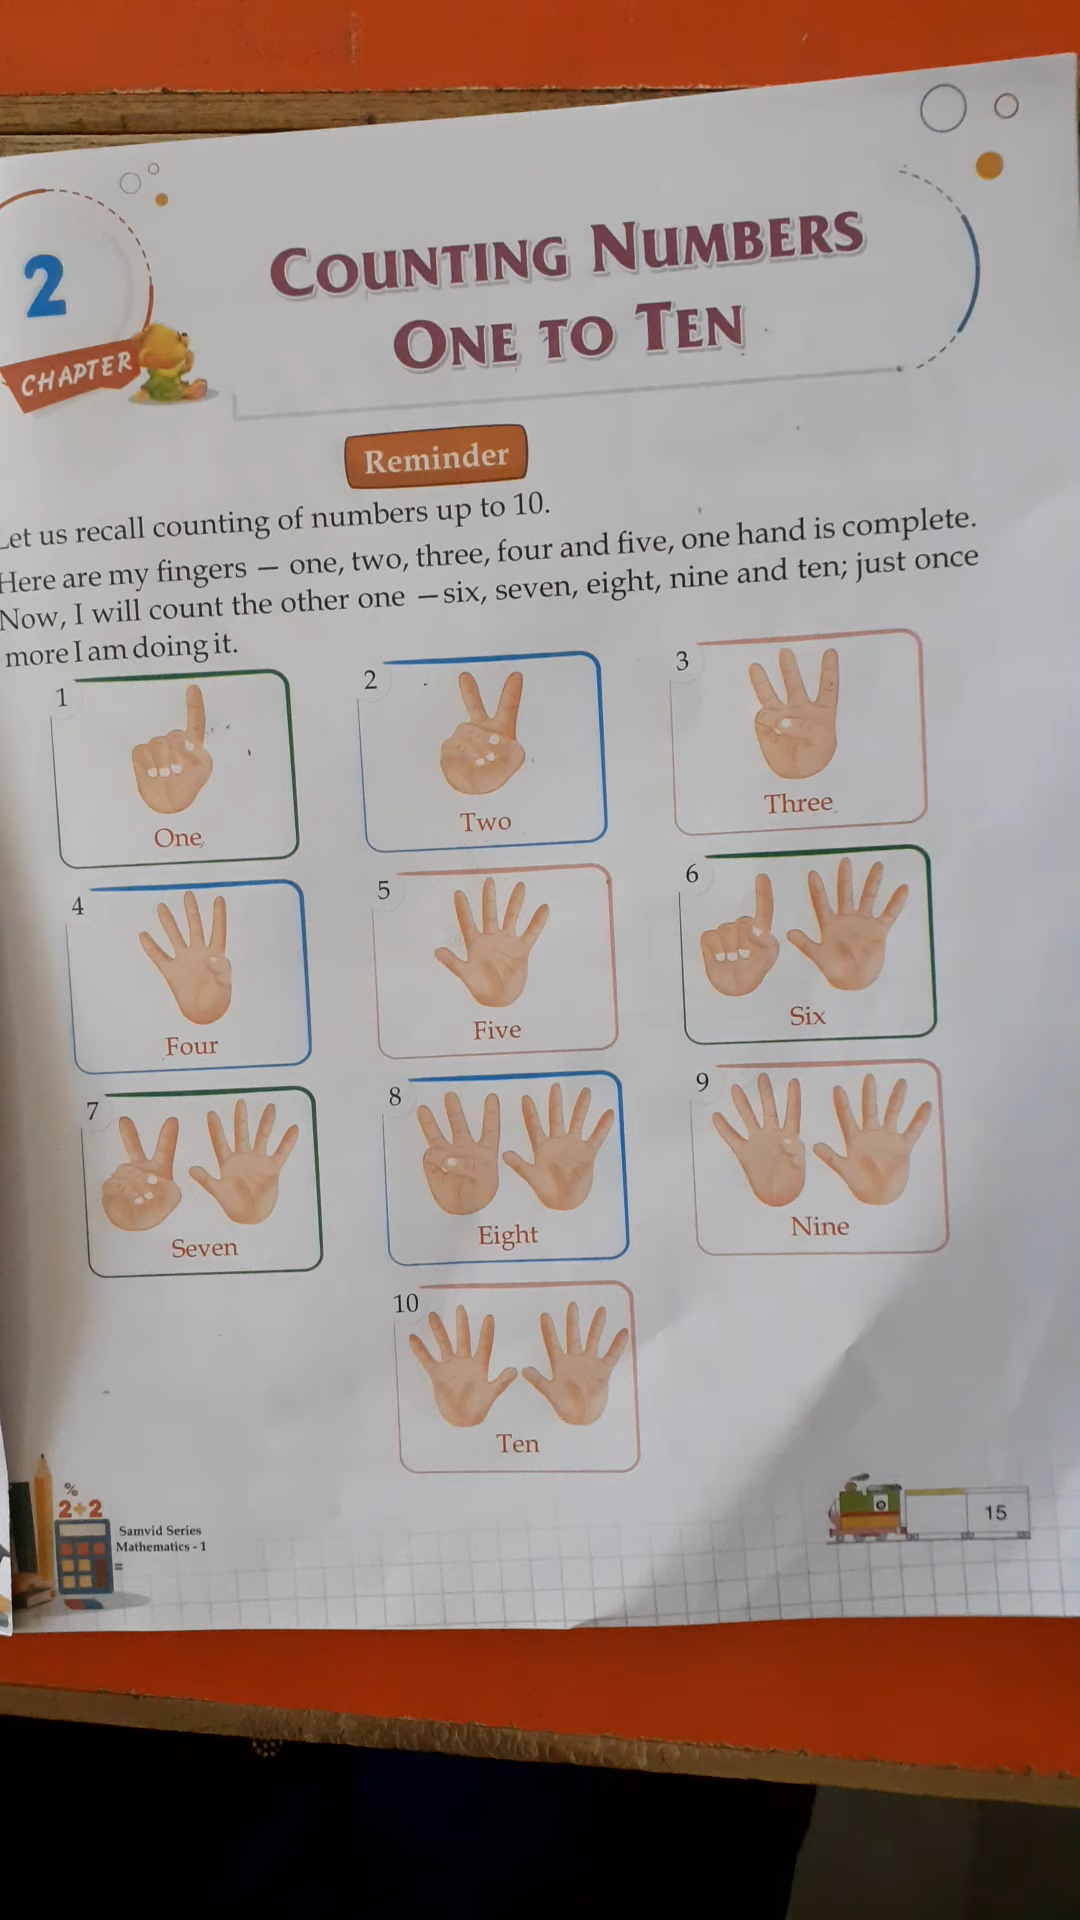 2
CHAPTER
COUNTING NUMBERS
ONE TO TEN
Reminder
Let us recall counting of numbers up to 10.
Here are my fingers — one, two, three, four and five, one hand is complete.
Now, I will count the other one — six, seven, eight, nine and ten; just once
more I am doing it.
1
One
2
Two
3
Three
4
Four
5
Five
6
Six
7
Seven
8
Eight
9
Nine
10
Ten
%
2+2
=
Samvid Series
Mathematics - 1
15